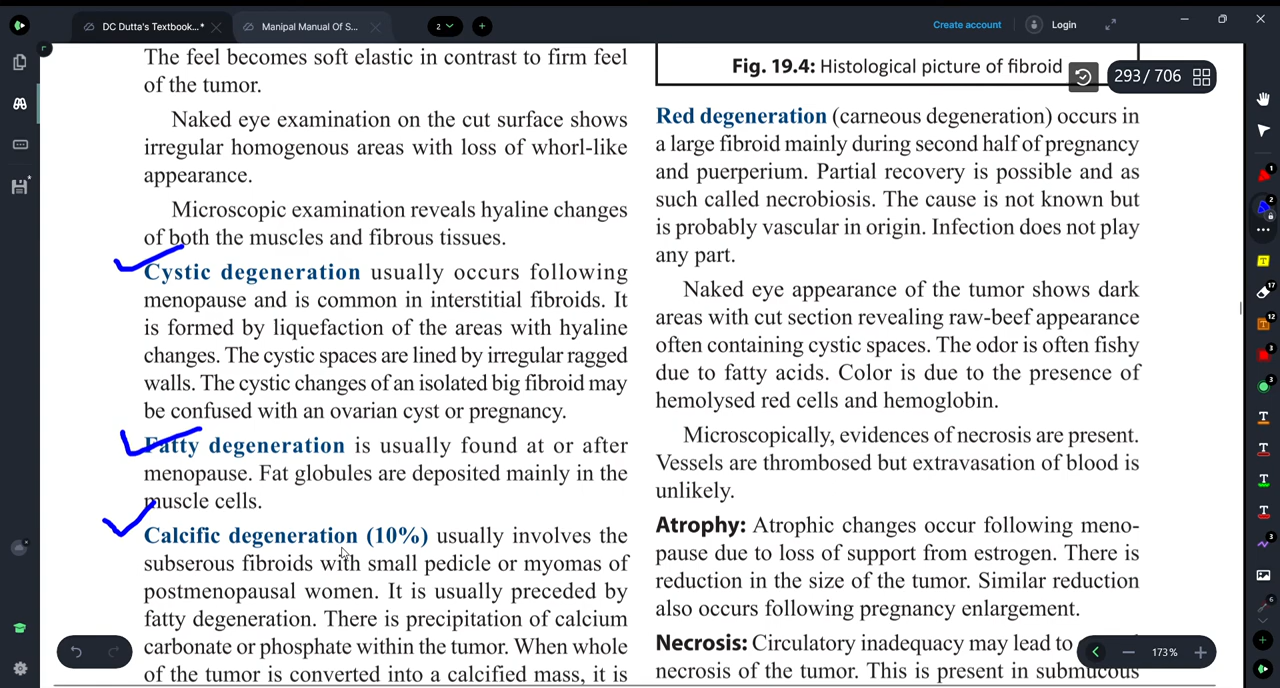 DC Dutta's Textbook...*
Manipal Manual Of S...
2
Create account
Login
The feel becomes soft elastic in contrast to firm feel
of the tumor.
Naked eye examination on the cut surface shows
irregular homogenous areas with loss of whorl-like
appearance.
Microscopic examination reveals hyaline changes
of both the muscles and fibrous tissues.
Cystic degeneration usually occurs following
menopause and is common in interstitial fibroids. It
is formed by liquefaction of the areas with hyaline
changes. The cystic spaces are lined by irregular ragged
walls. The cystic changes of an isolated big fibroid may
be confused with an ovarian cyst or pregnancy.
Fatty degeneration is usually found at or after
menopause. Fat globules are deposited mainly in the
muscle cells.
Calcific degeneration (10%) usually involves the
subserous fibroids with small pedicle or myomas of
postmenopausal women. It is usually preceded by
fatty degeneration. There is precipitation of calcium
carbonate or phosphate within the tumor. When whole
of the tumor is converted into a calcified mass, it is
Fig. 19.4: Histological picture of fibroid
293 / 706
Red degeneration (carneous degeneration) occurs in
a large fibroid mainly during second half of pregnancy
and puerperium. Partial recovery is possible and as
such called necrobiosis. The cause is not known but
is probably vascular in origin. Infection does not play
any part.
Naked eye appearance of the tumor shows dark
areas with cut section revealing raw-beef appearance
often containing cystic spaces. The odor is often fishy
due to fatty acids. Color is due to the presence of
hemolysed red cells and hemoglobin.
Microscopically, evidences of necrosis are present.
Vessels are thrombosed but extravasation of blood is
unlikely.
Atrophy: Atrophic changes occur following meno-
pause due to loss of support from estrogen. There is
reduction in the size of the tumor. Similar reduction
also occurs following pregnancy enlargement.
Necrosis: Circulatory inadequacy may lead to
necrosis of the tumor. This is present in submucous
173%
1
2
T
17
T 12
3
3
T
T
T
T
3
6